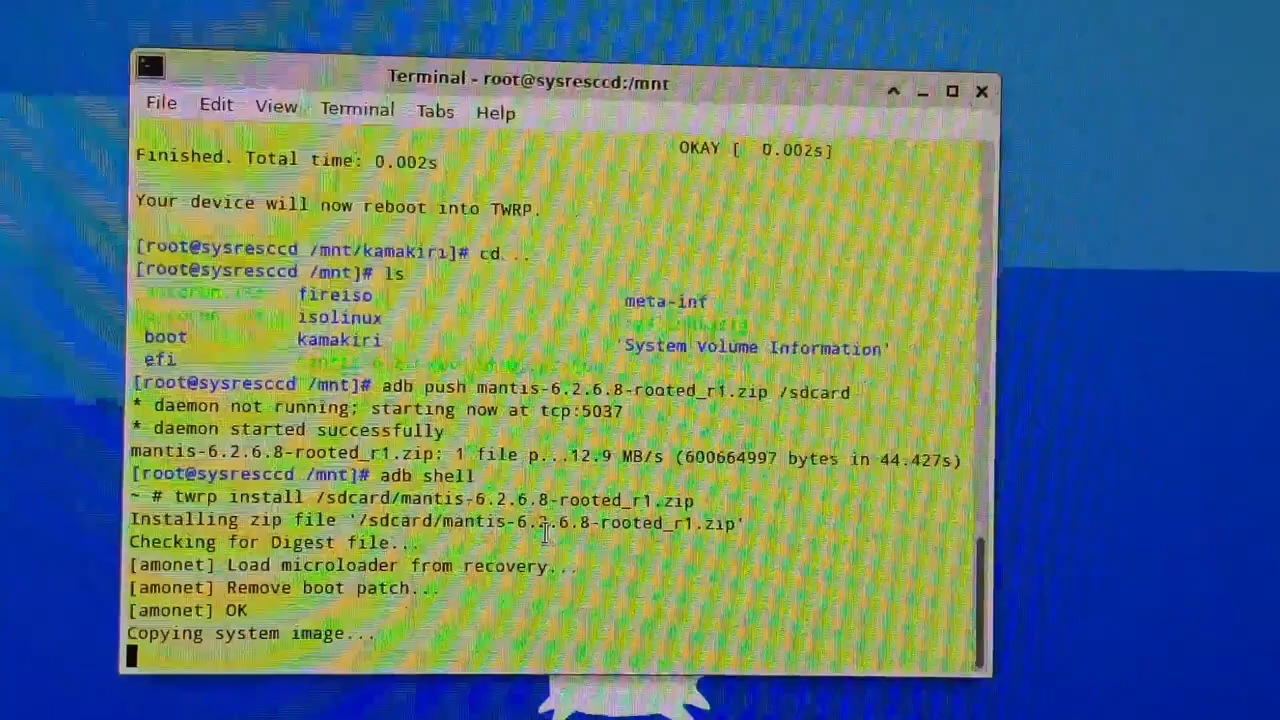 Terminal - root@sysresccd:/mnt
File Edit View Terminal Tabs Help
OKAY [ 0.002s]
Finished. Total time: 0.002s
Your device will now reboot into TWRP.
[root@sysresccd /mnt/kamakiri]# cd ..
[root@sysresccd /mnt]# ls
fireiso meta-inf
isolinux
boot kamakiri 'System Volume Information'
efi
[root@sysresccd /mnt]# adb push mantis-6.2.6.8-rooted_r1.zip /sdcard
* daemon not running; starting now at tcp:5037
* daemon started successfully
mantis-6.2.6.8-rooted_r1.zip: 1 file p...12.9 MB/s (600664997 bytes in 44.427s)
[root@sysresccd /mnt]# adb shell
~ # twrp install /sdcard/mantis-6.2.6.8-rooted_r1.zip
Installing zip file '/sdcard/mantis-6.2.6.8-rooted_r1.zip'
Checking for Digest file...
[amonet] Load microloader from recovery...
[amonet] Remove boot patch...
[amonet] OK
Copying system image...